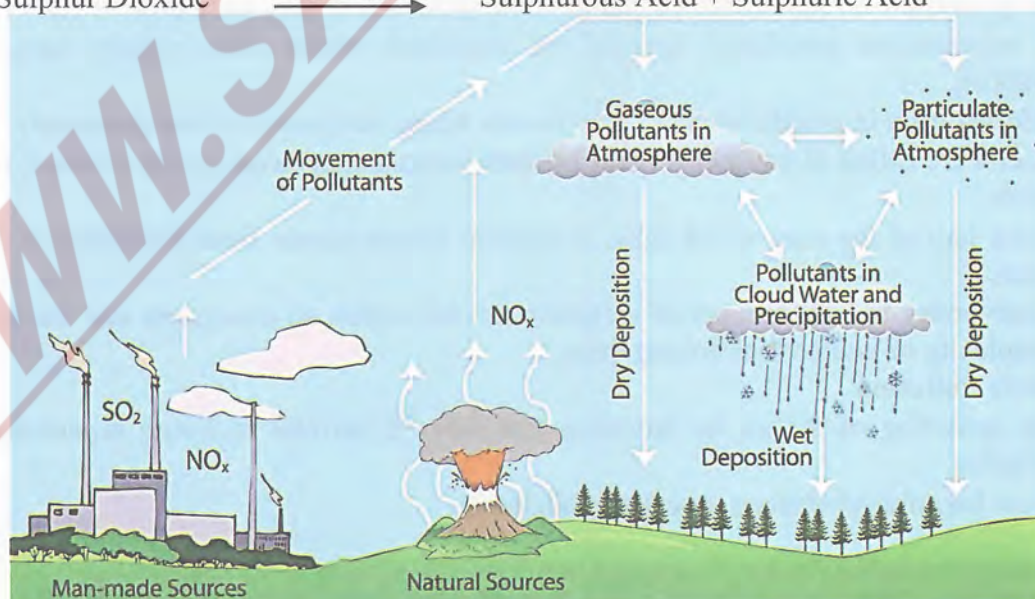 Sulphur Dioxide → Sulphurous Acid + Sulphuric Acid
Gaseous
Pollutants in
Atmosphere
Particulate
Pollutants in
Atmosphere
Movement
of Pollutants
Pollutants in
Cloud Water and
Precipitation
Dry Deposition
Dry Deposition
NOₓ
SO₂
NOₓ
Wet
Deposition
Man-made Sources
Natural Sources
WW.S